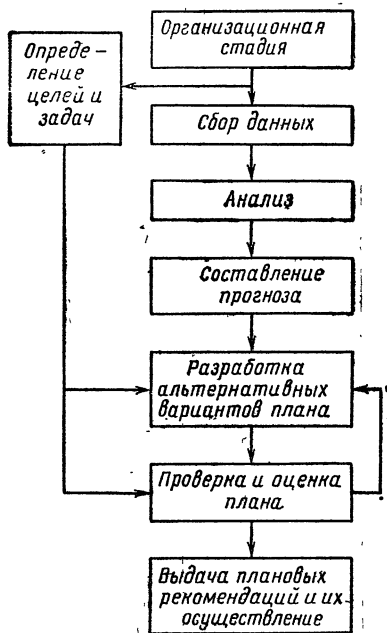 Организационная
стадия
Опреде-
ление
целей и
задач
Сбор данных
Анализ
Составление
прогноза
Разработка
альтернативных
вариантов плана
Проверка и оценка
плана.
Выдача плановых
рекомендаций и их
осуществление